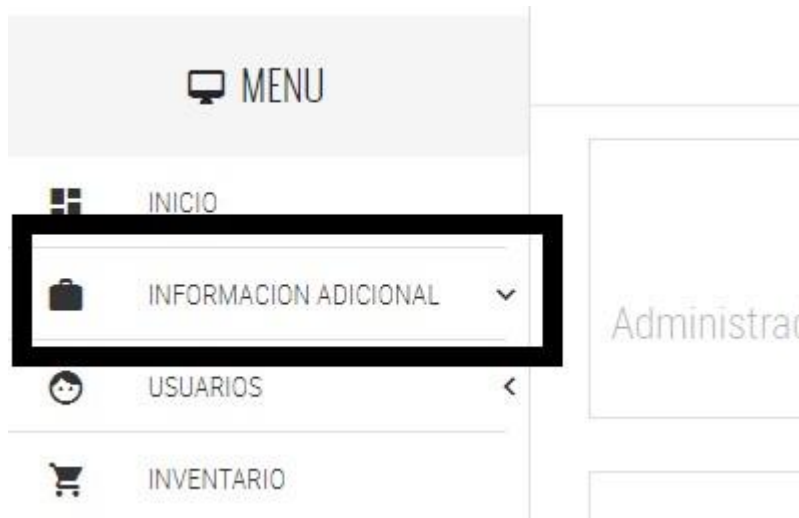 MENU
INICIO
INFORMACION ADICIONAL
USUARIOS
INVENTARIO